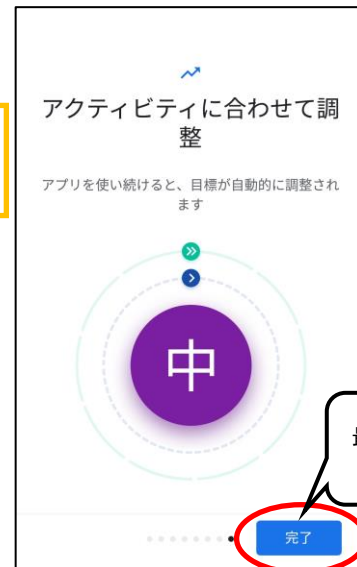 アクティビティに合わせて調
整
アプリを使い続けると、目標が自動的に調整され
ます
中
完了